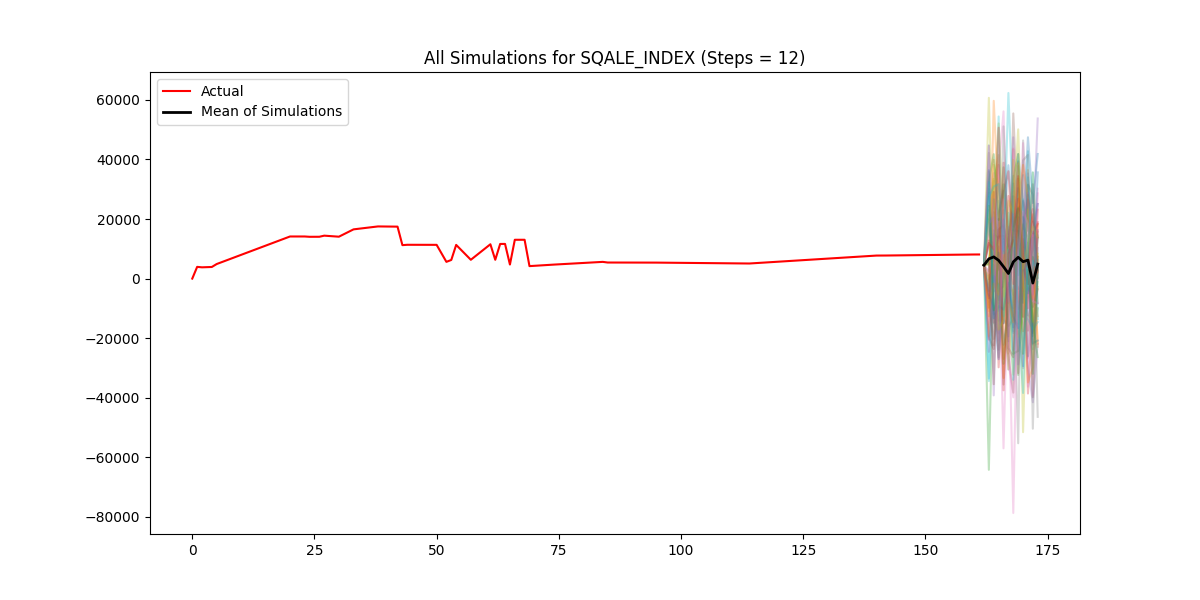 All Simulations for SQALE_INDEX (Steps = 12)
Actual
Mean of Simulations
60000
40000
20000
0
−20000
−40000
−60000
−80000
0 25 50 75 100 125 150 175